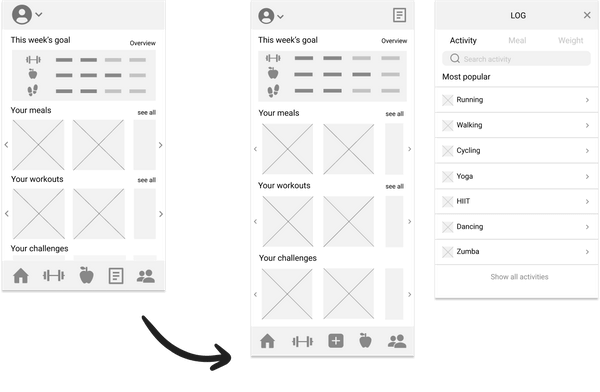 This week's goal
Overview
Your meals
see all
Your workouts
see all
Your challenges
This week's goal
Overview
Your meals
see all
Your workouts
see all
Your challenges
LOG
Activity Meal Weight
Search activity
Most popular
Running
Walking
Cycling
Yoga
HIIT
Dancing
Zumba
Show all activities